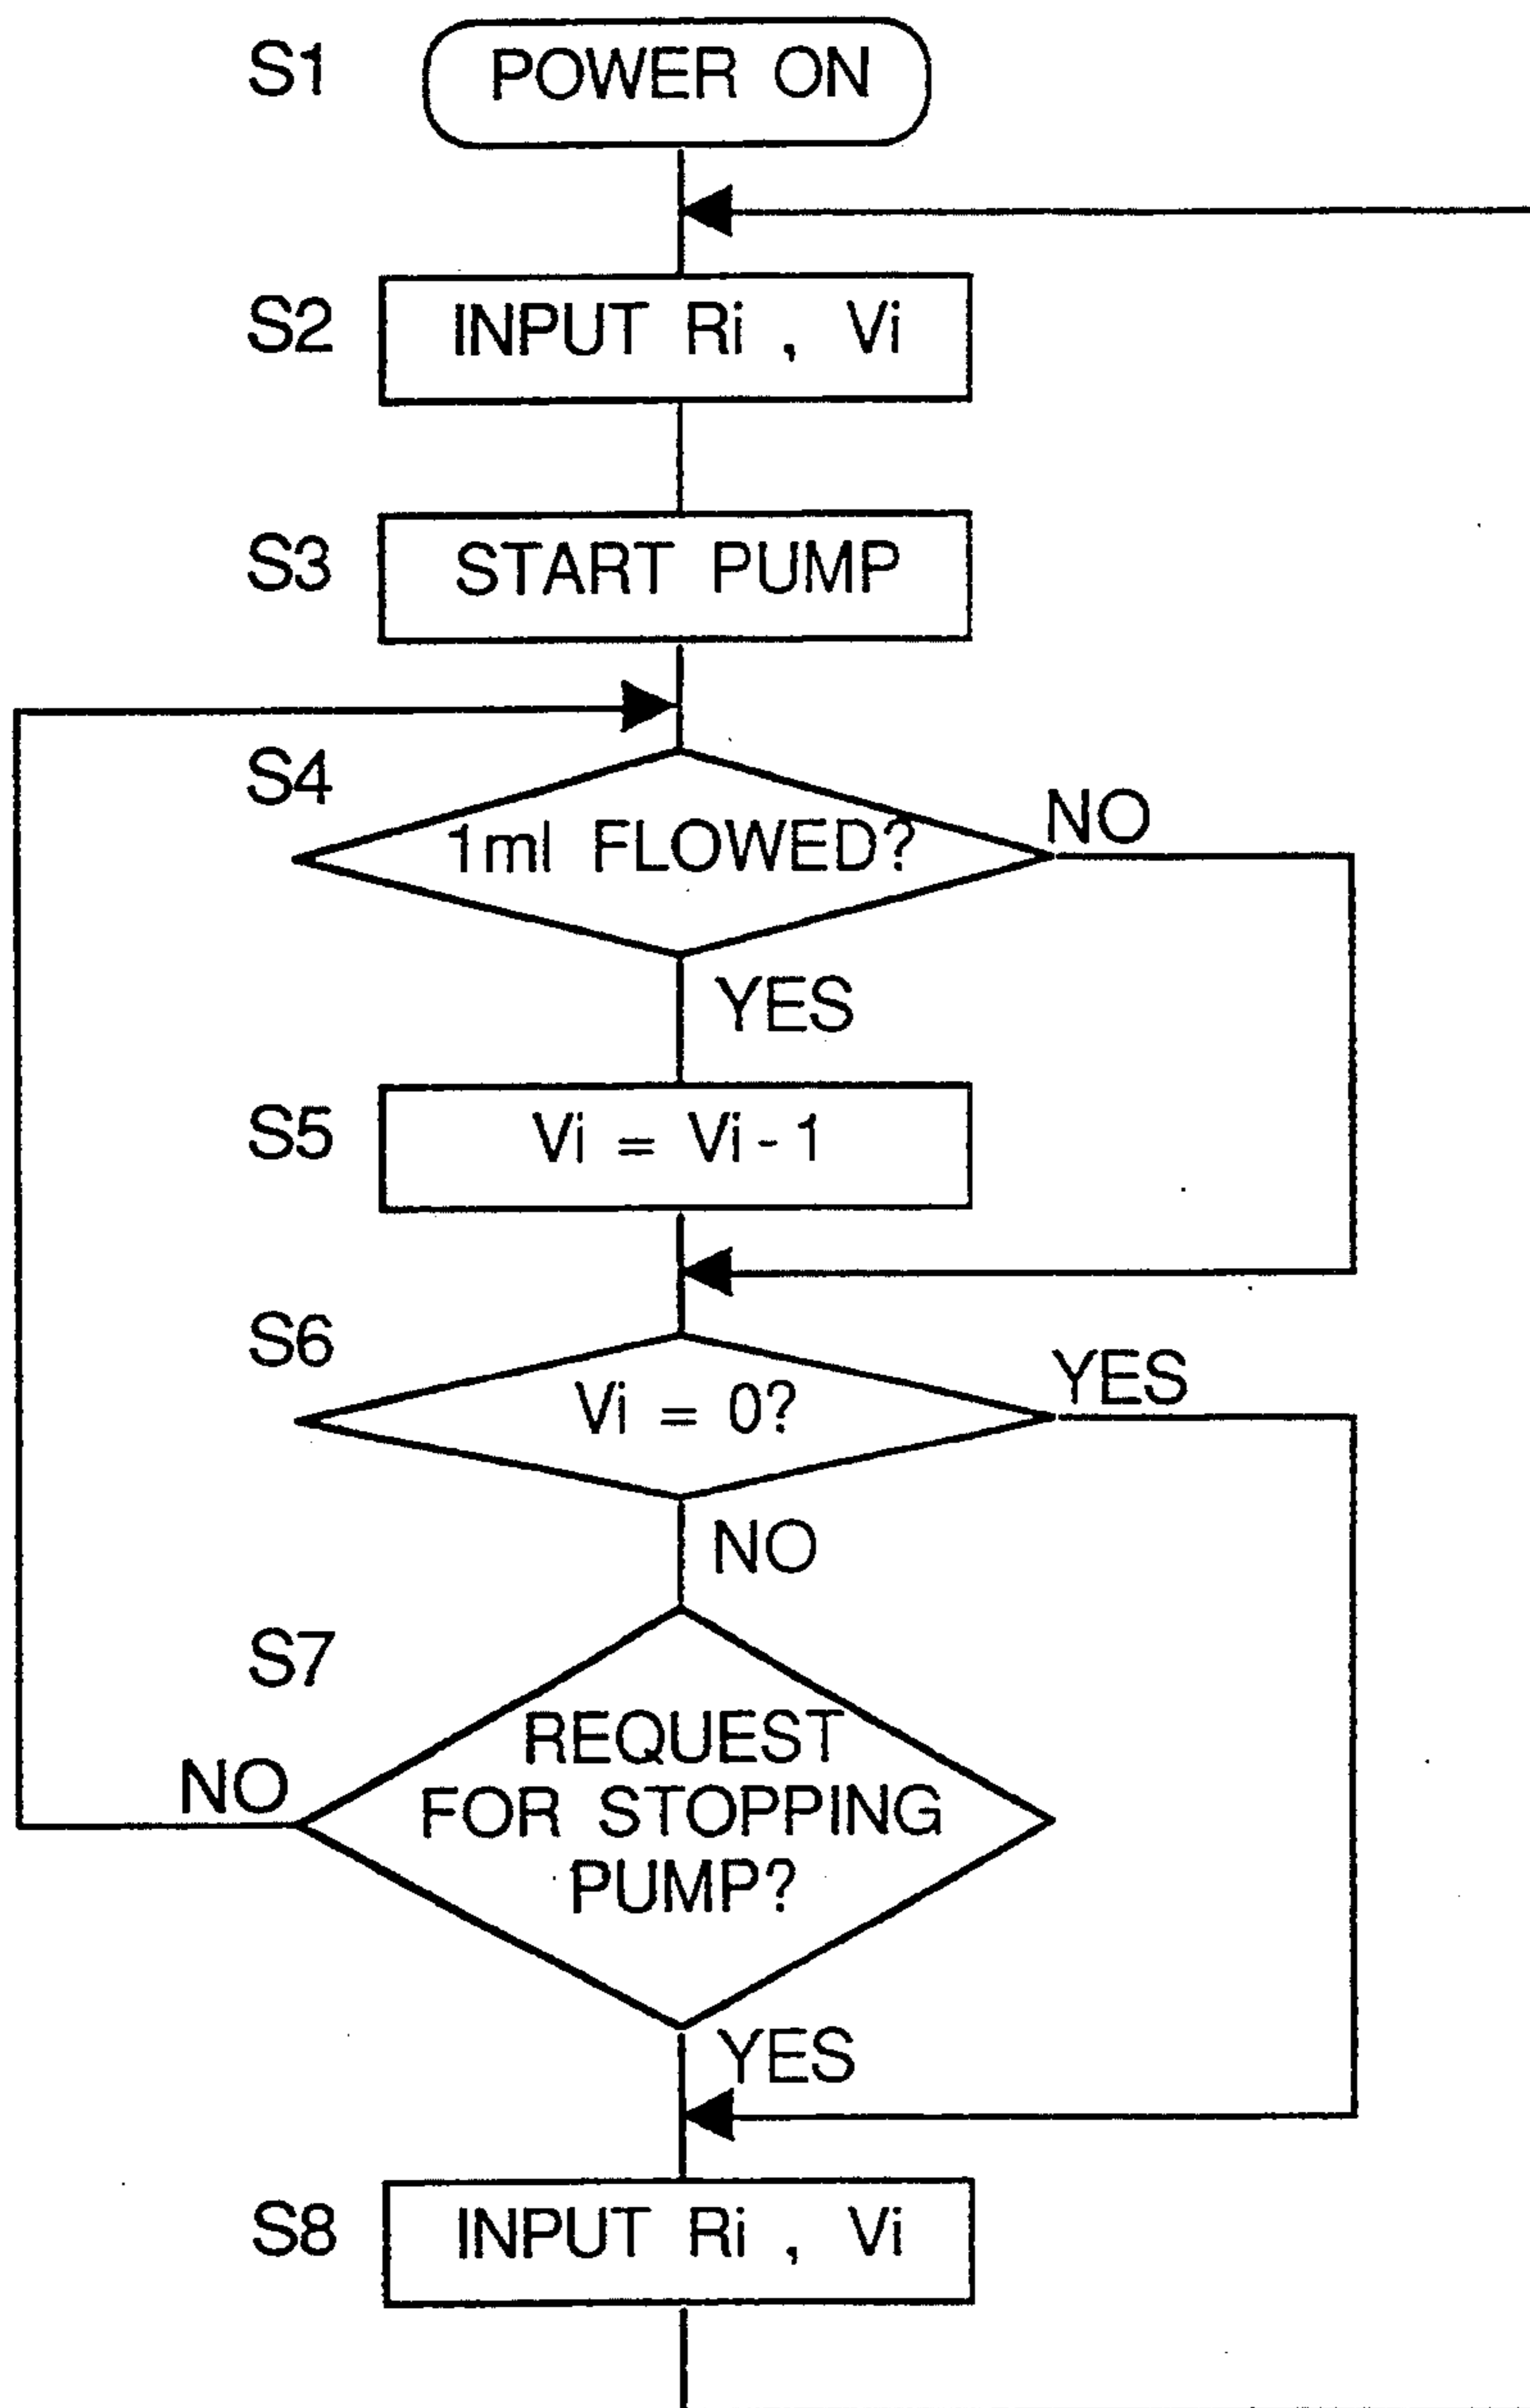 S1 POWER ON
S2 INPUT Ri , Vi
S3 START PUMP
S4 1ml FLOWED? NO
YES
S5 Vi = Vi - 1
S6 Vi = 0? YES
NO
S7
REQUEST
NO FOR STOPPING
PUMP?
YES
S8 INPUT Ri , Vi